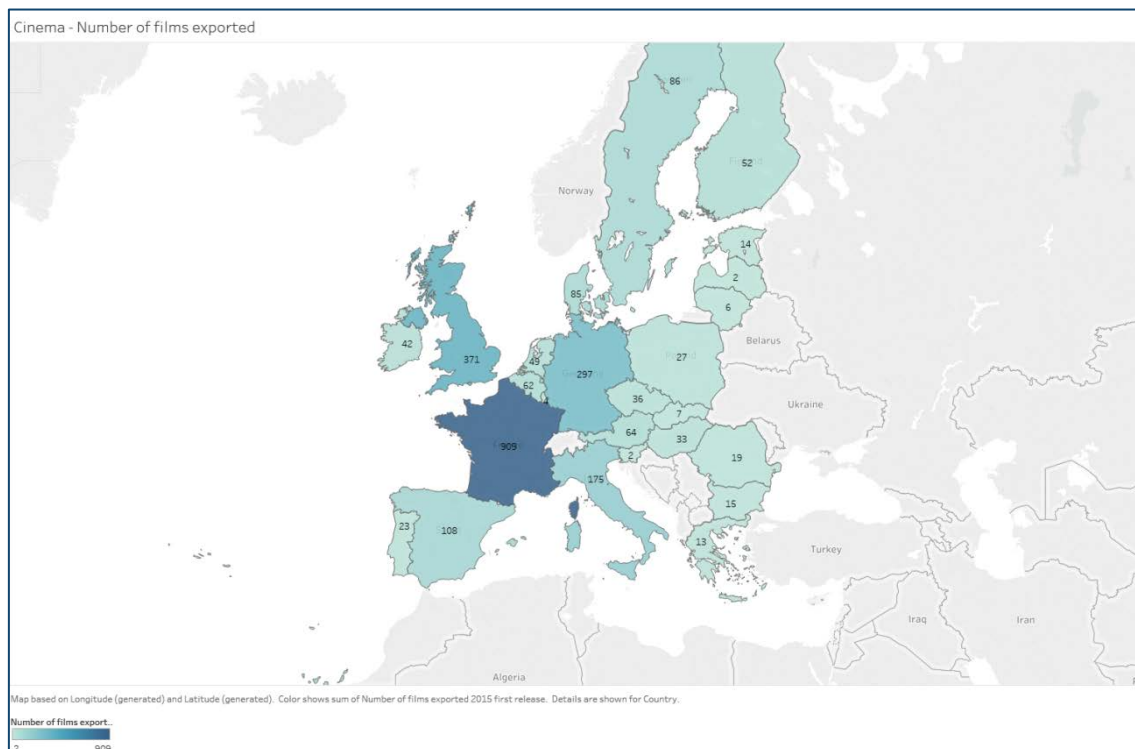 Cinema - Number of films exported
86
52
Norway
14
2
6
85
Belarus
42
371
49
297
27
62
4
36
Ukraine
7
64
33
909
2
19
175
15
23
108
13
Turkey
Iraq
Iran
Algeria
Map based on Longitude (generated) and Latitude (generated). Color shows sum of Number of films exported 2015 first release. Details are shown for Country.
Number of films export..
2 909